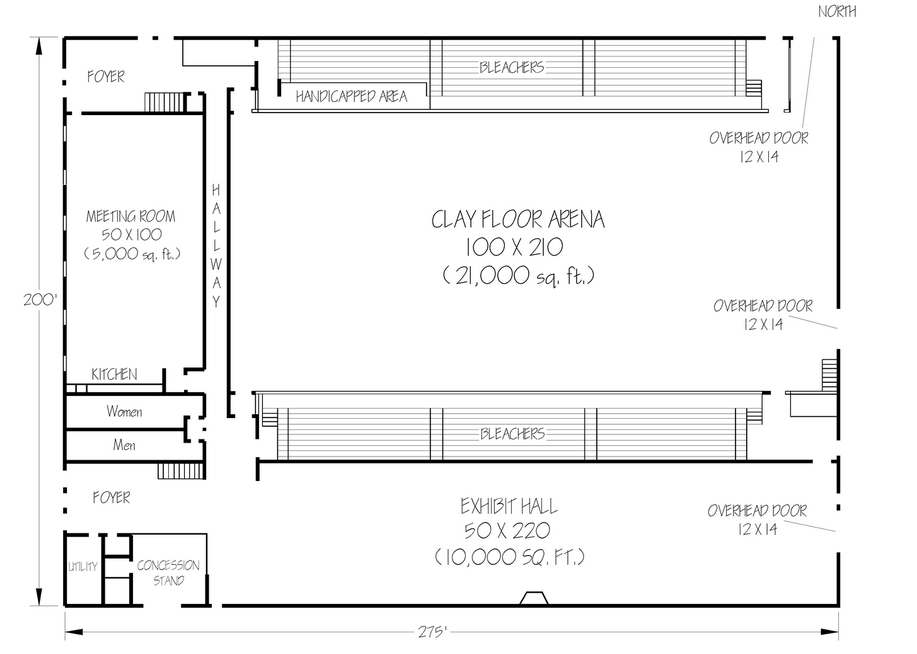 NORTH
FOYER
BLEACHERS
HANDICAPPED AREA
OVERHEAD DOOR
12 X 14
HALLWAY
MEETING ROOM
50 X 100
(5,000 sq. ft.)
CLAY FLOOR ARENA
100 X 210
(21,000 sq. ft.)
200'
OVERHEAD DOOR
12 X 14
KITCHEN
Women
Men
BLEACHERS
FOYER
EXHIBIT HALL
50 X 220
(10,000 SQ. FT.)
OVERHEAD DOOR
12 X 14
UTILITY
CONCESSION
STAND
275'